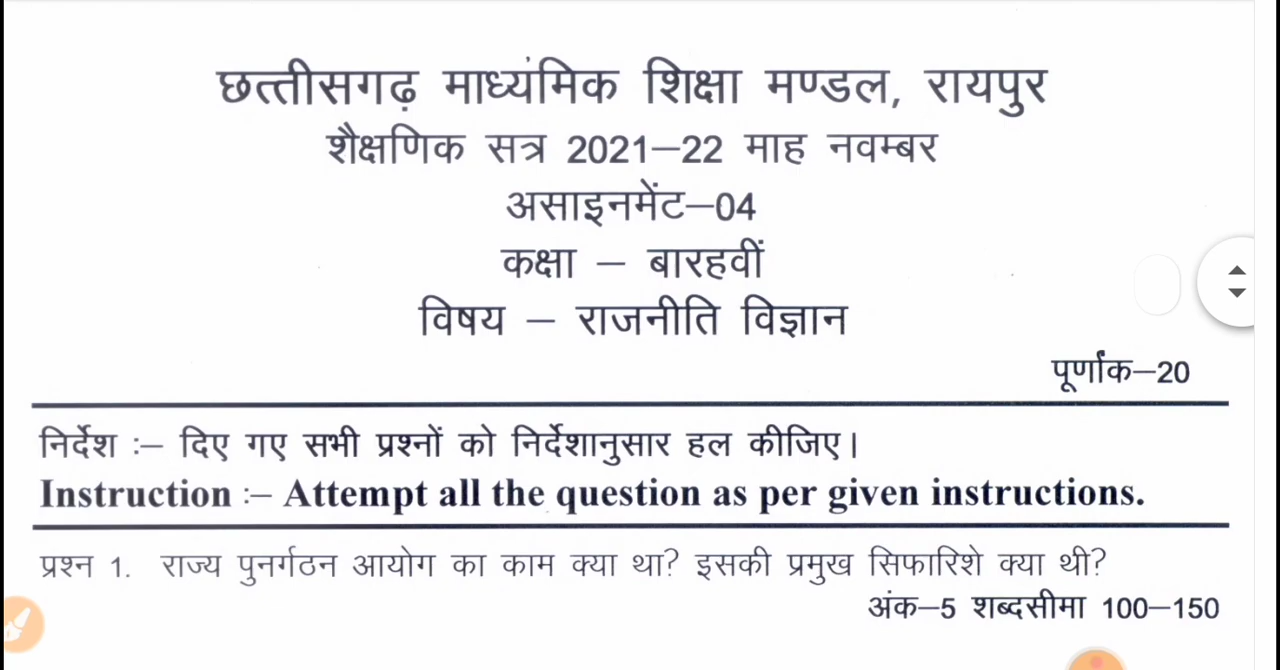 छत्तीसगढ़ माध्यमिक शिक्षा मण्डल, रायपुर
शैक्षणिक सत्र 2021–22 माह नवम्बर
असाइनमेंट–04
कक्षा – बारहवीं
विषय – राजनीति विज्ञान
पूर्णांक–20
निर्देश :– दिए गए सभी प्रश्नों को निर्देशानुसार हल कीजिए।
Instruction :– Attempt all the question as per given instructions.
प्रश्न 1. राज्य पुनर्गठन आयोग का काम क्या था? इसकी प्रमुख सिफारिशे क्या थी?
अंक–5 शब्दसीमा 100–150